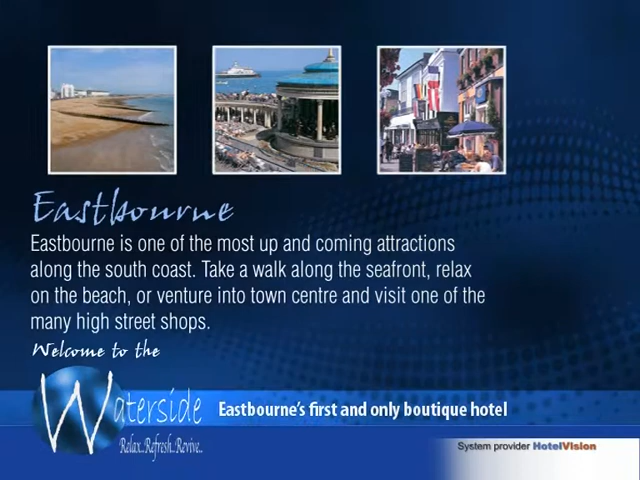 Eastbourne
Eastbourne is one of the most up and coming attractions
along the south coast. Take a walk along the seafront, relax
on the beach, or venture into town centre and visit one of the
many high street shops.
Welcome to the
Waterside
Eastbourne's first and only boutique hotel
Relax..Refresh..Revive..
System provider HotelVision